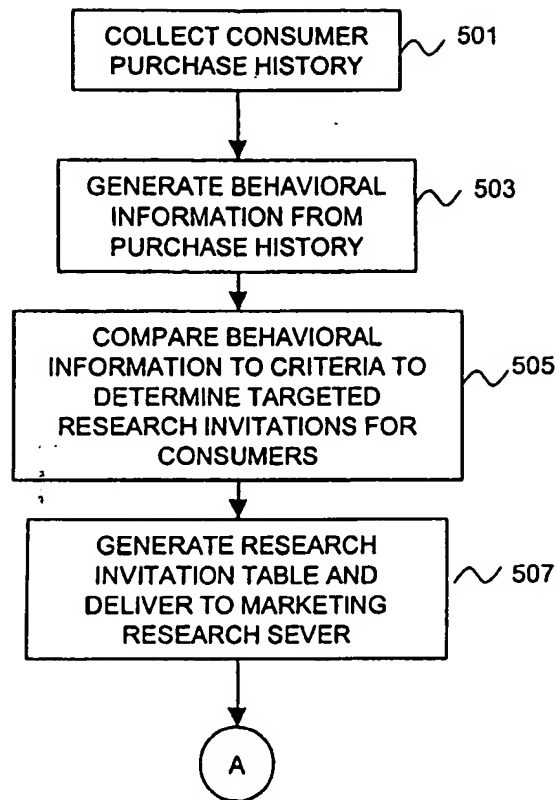 COLLECT CONSUMER
PURCHASE HISTORY
501
GENERATE BEHAVIORAL
INFORMATION FROM
PURCHASE HISTORY
503
COMPARE BEHAVIORAL
INFORMATION TO CRITERIA TO
DETERMINE TARGETED
RESEARCH INVITATIONS FOR
CONSUMERS
505
GENERATE RESEARCH
INVITATION TABLE AND
DELIVER TO MARKETING
RESEARCH SEVER
507
A